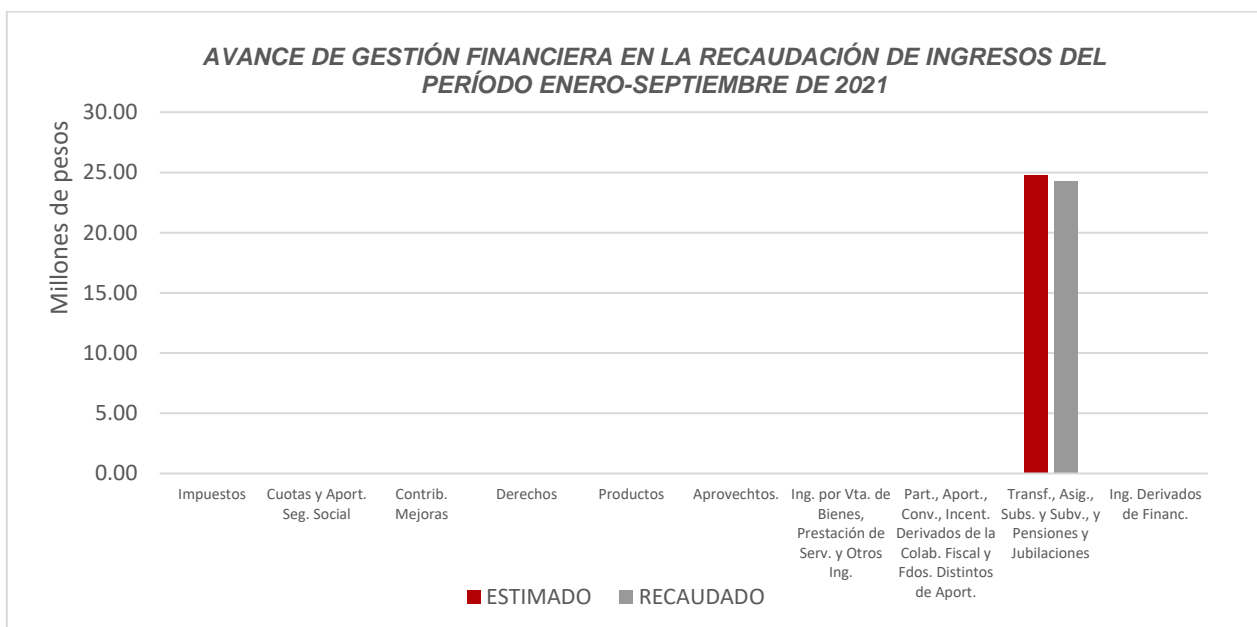 AVANCE DE GESTIÓN FINANCIERA EN LA RECAUDACIÓN DE INGRESOS DEL
PERÍODO ENERO-SEPTIEMBRE DE 2021
Millones de pesos
30.00
25.00
20.00
15.00
10.00
5.00
0.00
Impuestos
Cuotas y Aport.
Seg. Social
Contrib.
Mejoras
Derechos
Productos
Aprovechtos.
Ing. por Vta. de
Bienes,
Prestación de
Serv. y Otros
Ing.
Part., Aport.,
Conv., Incent.
Derivados de la
Colab. Fiscal y
Fdos. Distintos
de Aport.
Transf., Asig.,
Subs. y Subv., y
Pensiones y
Jubilaciones
Ing. Derivados
de Financ.
ESTIMADO
RECAUDADO